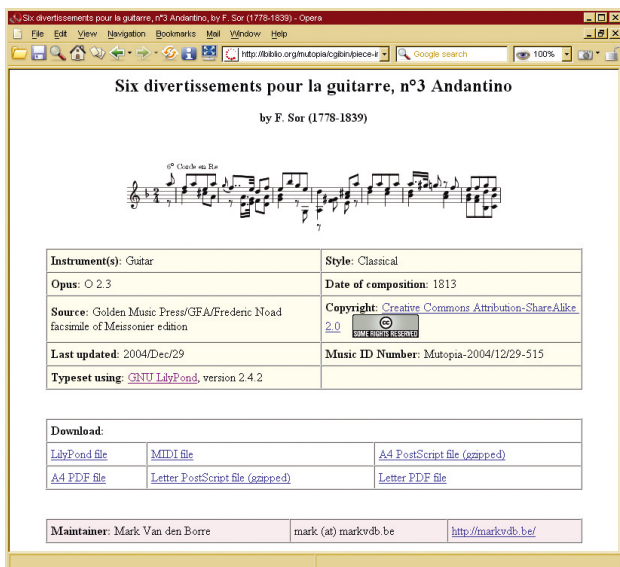 Six divertissements pour la guitarre, n°3 Andantino, by F. Sor (1778-1839) - Opera
File Edit View Navigation Bookmarks Mail Window Help
http://ibiblio.org/mutopia/cgibin/piece-ir Google search 100%
Six divertissements pour la guitarre, n°3 Andantino
by F. Sor (1778-1839)
6° Corde en Re
Instrument(s): Guitar Style: Classical
Opus: O 2.3 Date of composition: 1813
Source: Golden Music Press/GFA/Frederic Noad
facsimile of Meissonier edition
Copyright: Creative Commons Attribution-ShareAlike
2.0 cc SOME RIGHTS RESERVED
Last updated: 2004/Dec/29 Music ID Number: Mutopia-2004/12/29-515
Typeset using: GNU LilyPond, version 2.4.2
Download:
LilyPond file MIDI file A4 PostScript file (gzipped)
A4 PDF file Letter PostScript file (gzipped) Letter PDF file
Maintainer: Mark Van den Borre mark (at) markvdb.be http://markvdb.be/